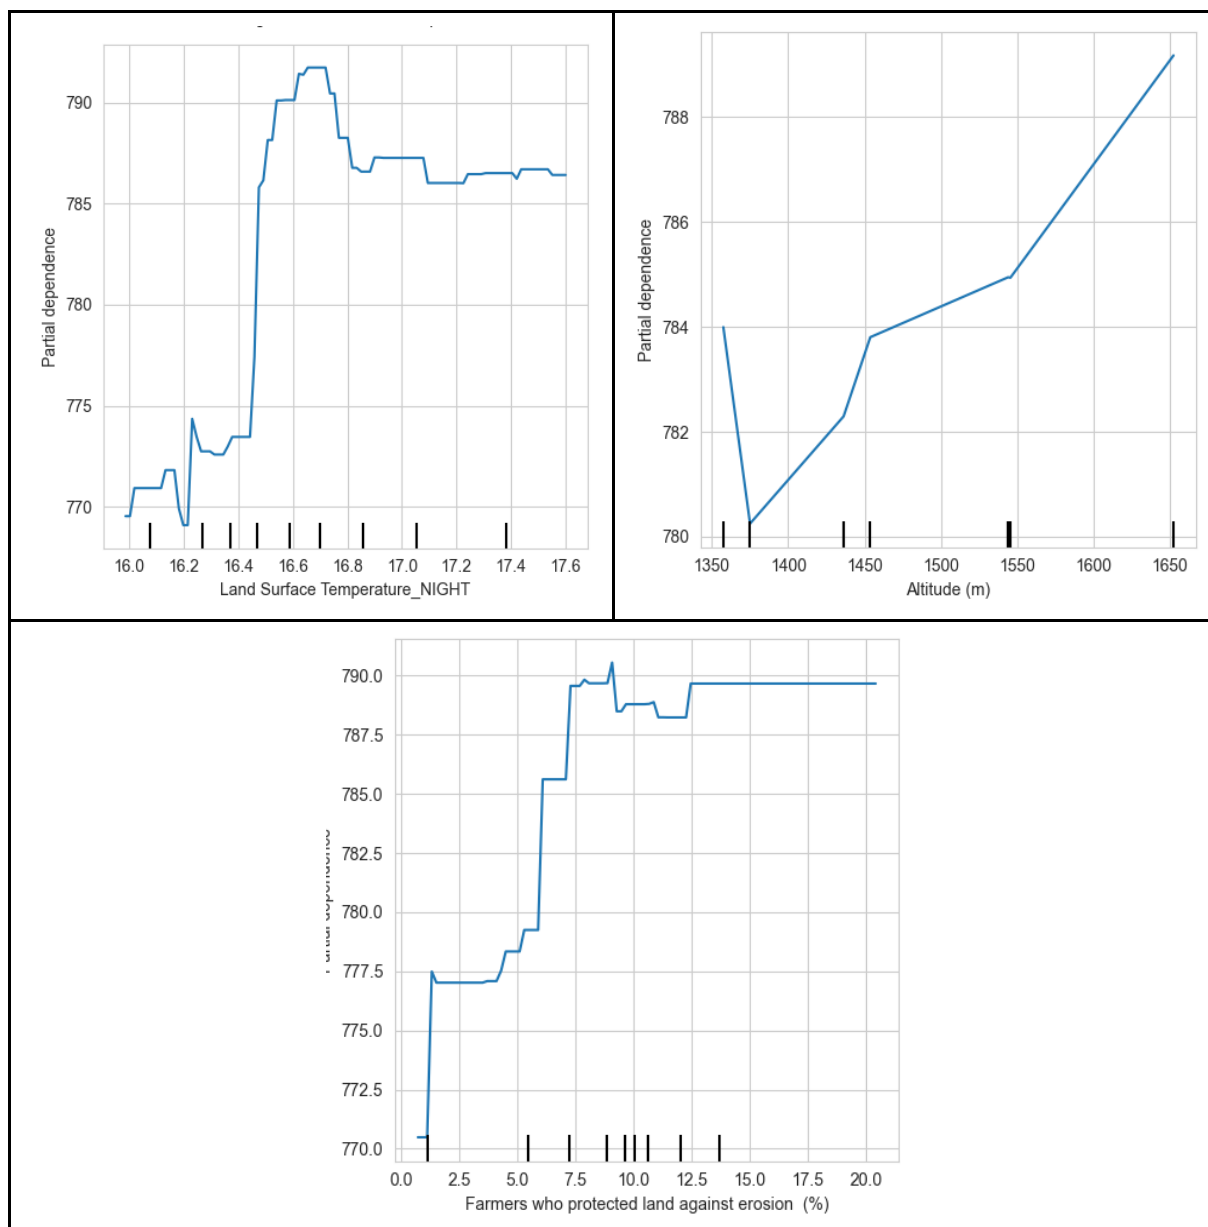 790
785
780
775
770
Partial dependence
16.0 16.2 16.4 16.6 16.8 17.0 17.2 17.4 17.6
Land Surface Temperature_NIGHT
788
786
784
782
780
Partial dependence
1350 1400 1450 1500 1550 1600 1650
Altitude (m)
790.0
787.5
785.0
782.5
780.0
777.5
775.0
772.5
770.0
Partial dependence
0.0 2.5 5.0 7.5 10.0 12.5 15.0 17.5 20.0
Farmers who protected land against erosion (%)